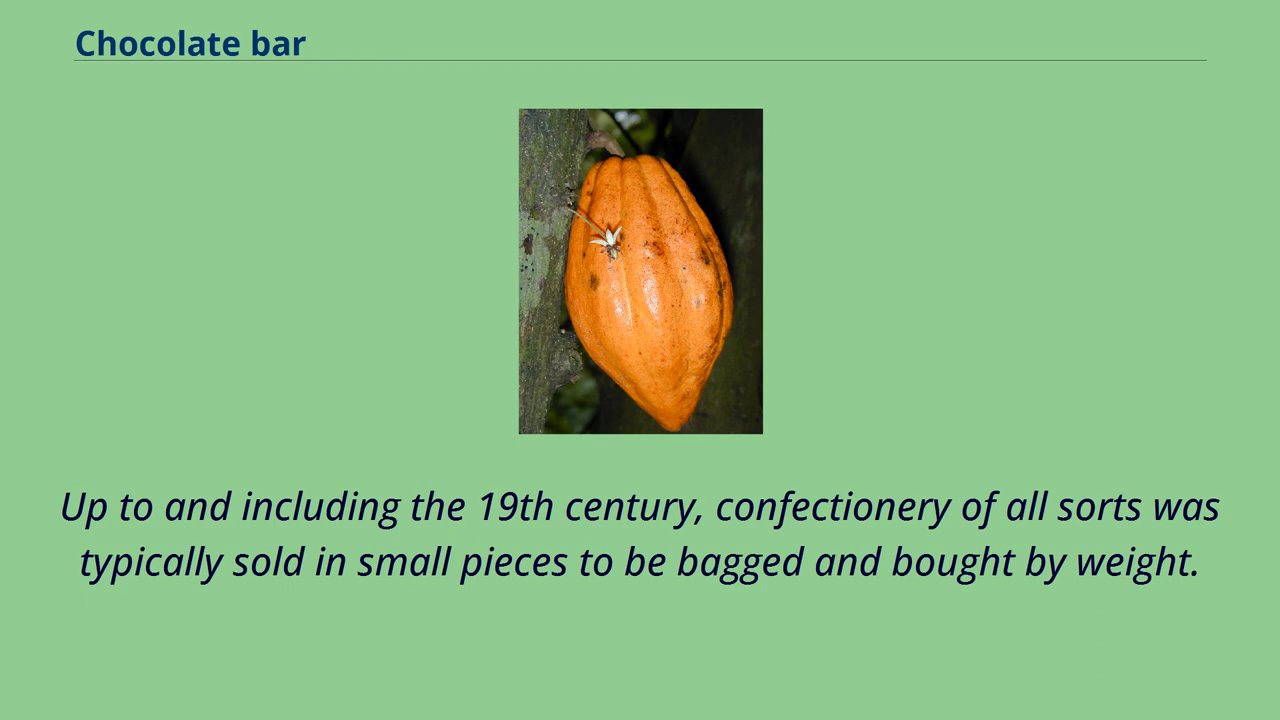 Chocolate bar
Up to and including the 19th century, confectionery of all sorts was
typically sold in small pieces to be bagged and bought by weight.